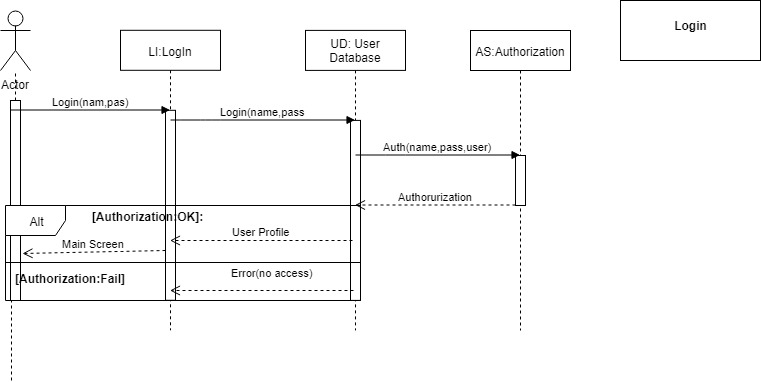 Login
LI:LogIn
UD: User
Database
AS:Authorization
Actor
Login(nam,pas)
Login(name,pass
Auth(name,pass,user)
Authorurization
Alt
[Authorization:OK]:
User Profile
Main Screen
[Authorization:Fail]
Error(no access)